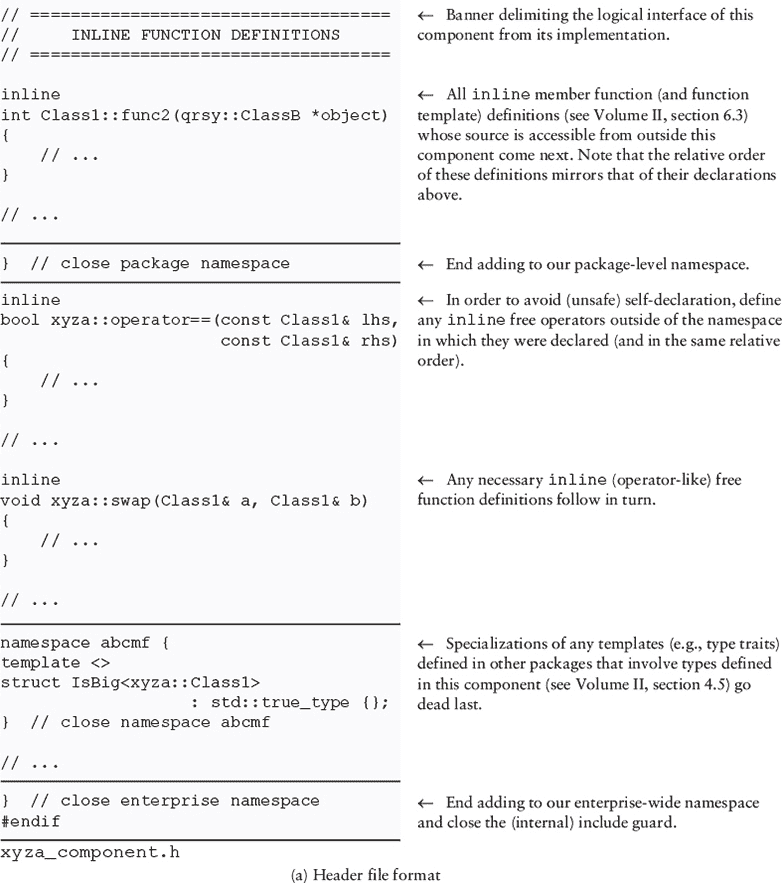 // ====================================
//     INLINE FUNCTION DEFINITIONS
// ====================================
← Banner delimiting the logical interface of this
component from its implementation.
inline
int Class1::func2(qrsy::ClassB *object)
{
    // ...
}
// ...
← All inline member function (and function
template) definitions (see Volume II, section 6.3)
whose source is accessible from outside this
component come next. Note that the relative order
of these definitions mirrors that of their declarations
above.
}  // close package namespace
← End adding to our package-level namespace.
inline
bool xyza::operator==(const Class1& lhs,
                      const Class1& rhs)
{
    // ...
}
// ...
← In order to avoid (unsafe) self-declaration, define
any inline free operators outside of the namespace
in which they were declared (and in the same relative
order).
inline
void xyza::swap(Class1& a, Class1& b)
{
    // ...
}
// ...
← Any necessary inline (operator-like) free
function definitions follow in turn.
namespace abcmf {
template <>
struct IsBig<xyza::Class1>
                   : std::true_type {};
}  // close namespace abcmf
// ...
← Specializations of any templates (e.g., type traits)
defined in other packages that involve types defined
in this component (see Volume II, section 4.5) go
dead last.
}  // close enterprise namespace
#endif
← End adding to our enterprise-wide namespace
and close the (internal) include guard.
xyza_component.h
(a) Header file format